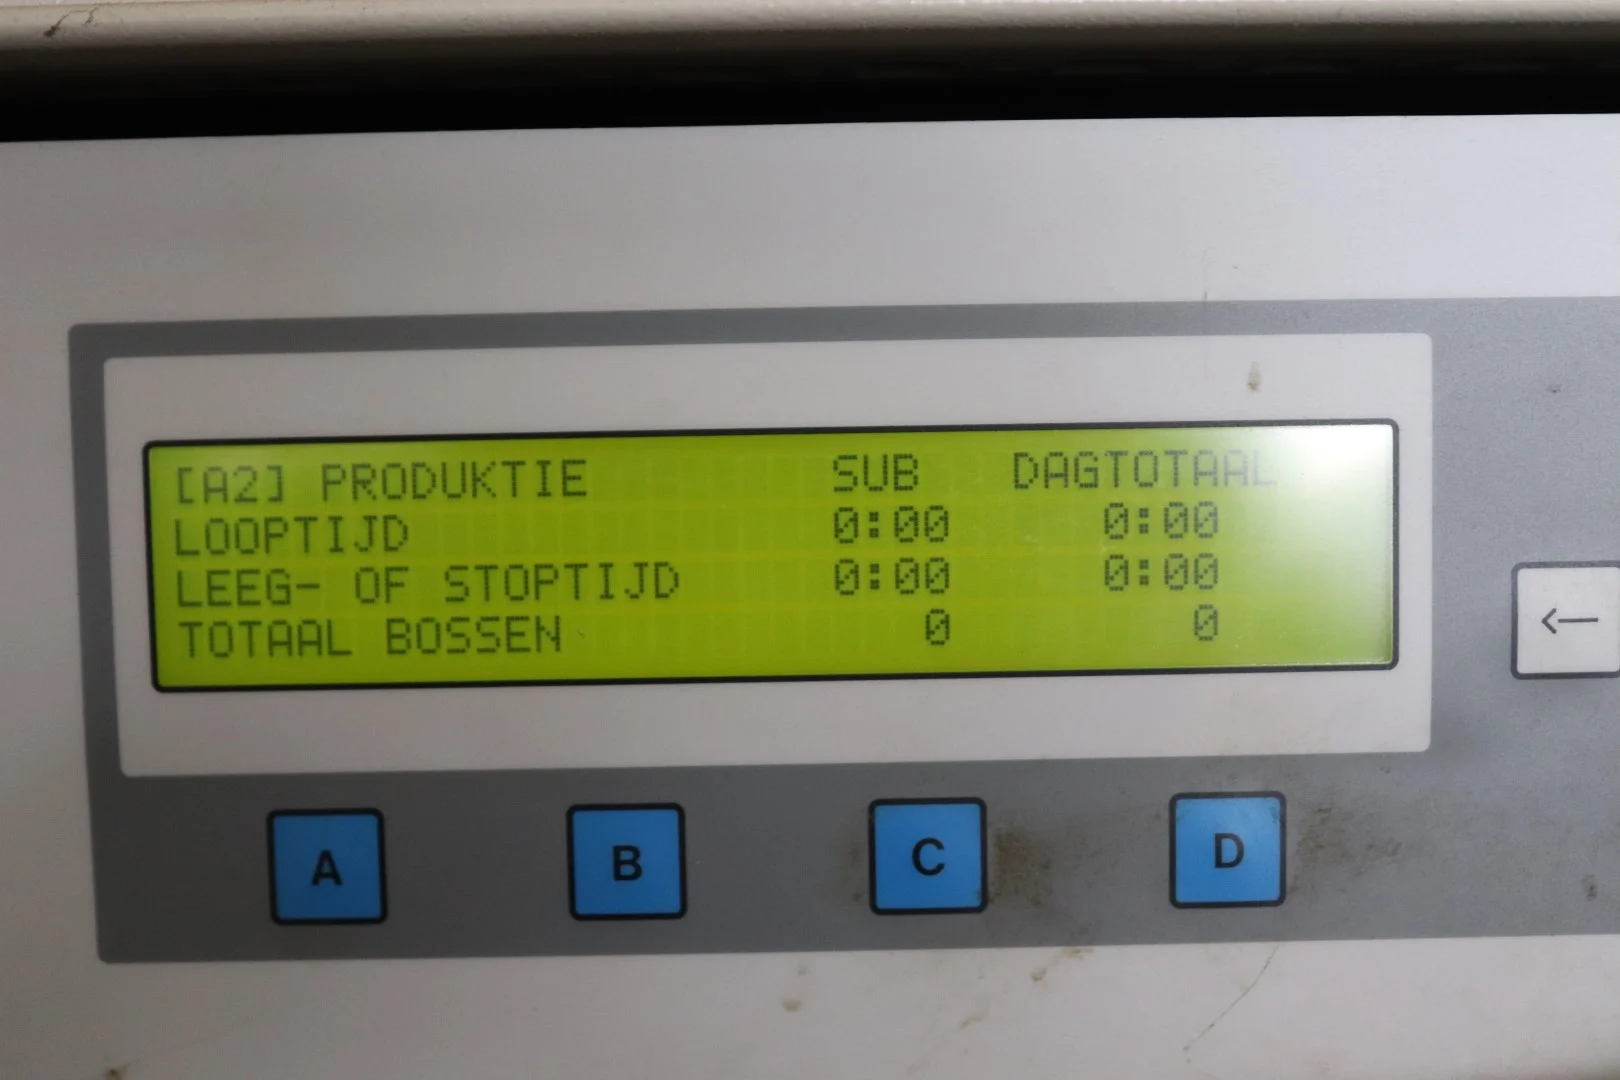 [A2] PRODUKTIE SUB DAGTOTAAL
LOOPTIJD 0:00 0:00
LEEG- OF STOPTIJD 0:00 0:00
TOTAAL BOSSEN 0 0
←
A B C D